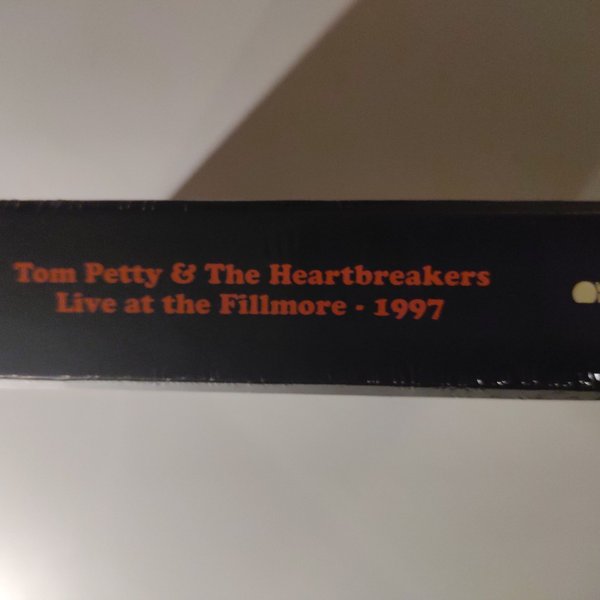 Tom Petty & The Heartbreakers
Live at the Fillmore · 1997